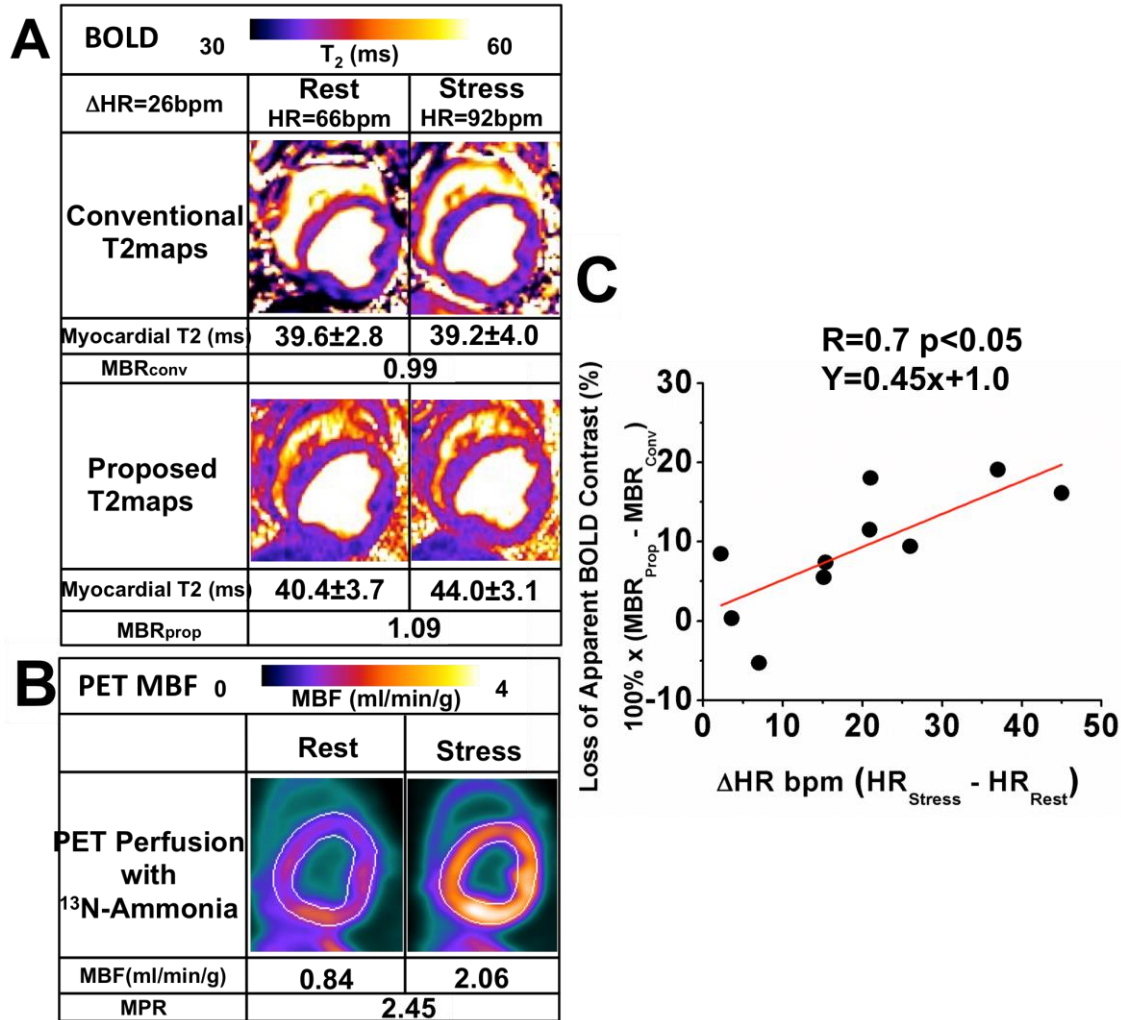 A
BOLD 30 60
T₂ (ms)
ΔHR=26bpm
Rest
HR=66bpm
Stress
HR=92bpm
Conventional
T2maps
Myocardial T2 (ms) 39.6±2.8 39.2±4.0
MBRconv 0.99
Proposed
T2maps
Myocardial T2 (ms) 40.4±3.7 44.0±3.1
MBRprop 1.09
B
PET MBF 0 4
MBF (ml/min/g)
Rest Stress
PET Perfusion
with
¹³N-Ammonia
MBF(ml/min/g) 0.84 2.06
MPR 2.45
C
R=0.7 p<0.05
Y=0.45x+1.0
Loss of Apparent BOLD Contrast (%)
100% x (MBR_Prop - MBR_Conv)
30
20
10
0
-10
0 10 20 30 40 50
ΔHR bpm (HR_Stress - HR_Rest)